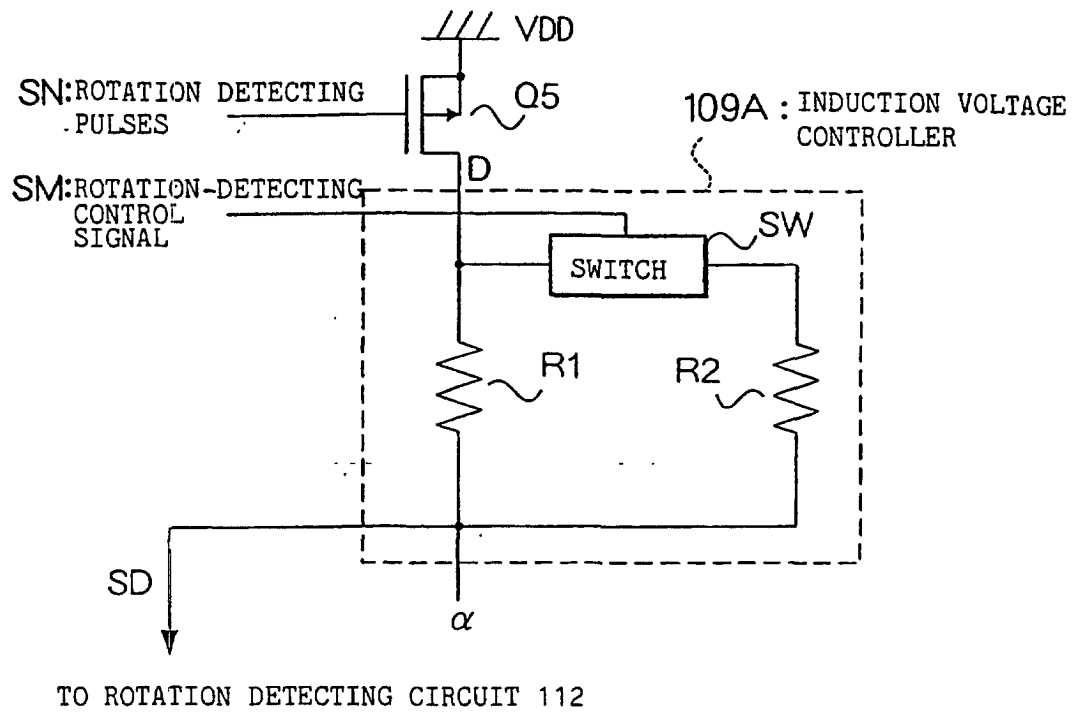 VDD
SN:ROTATION DETECTING
PULSES
Q5
109A : INDUCTION VOLTAGE
CONTROLLER
D
SM:ROTATION-DETECTING
CONTROL
SIGNAL
SW
SWITCH
R1
R2
SD
α
TO ROTATION DETECTING CIRCUIT 112